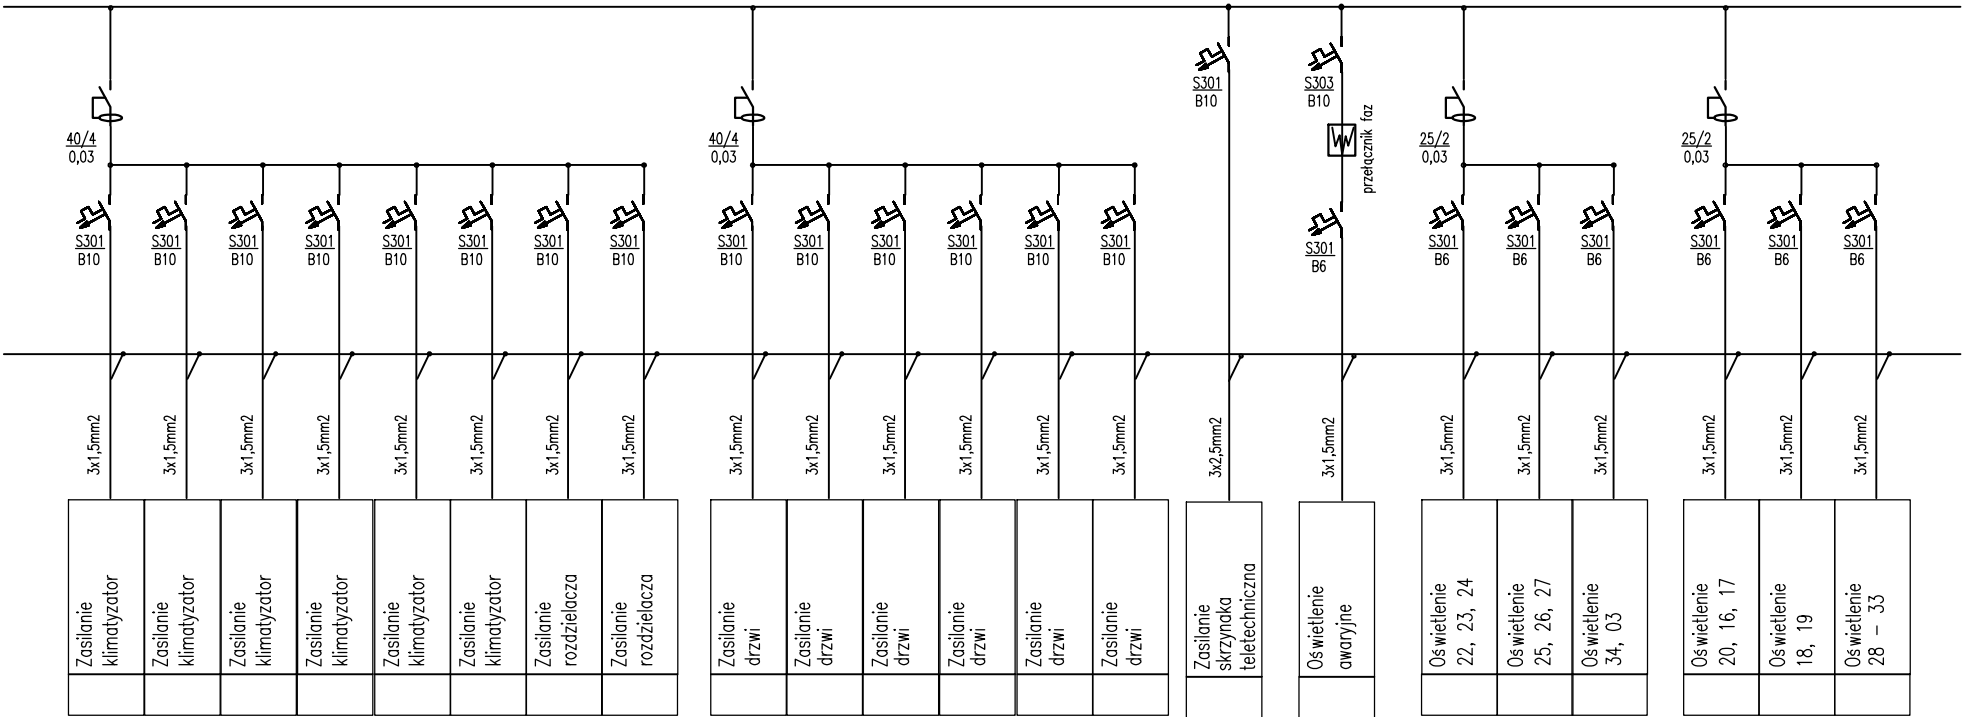 S301
B10
S303
B10
przełącznik faz
40/4
0,03
40/4
0,03
25/2
0,03
25/2
0,03
S301
B10
S301
B10
S301
B10
S301
B10
S301
B10
S301
B10
S301
B10
S301
B10
S301
B10
S301
B10
S301
B10
S301
B10
S301
B10
S301
B10
S301
B6
S301
B6
S301
B6
S301
B6
S301
B6
S301
B6
S301
B6
3x1,5mm2
3x1,5mm2
3x1,5mm2
3x1,5mm2
3x1,5mm2
3x1,5mm2
3x1,5mm2
3x1,5mm2
3x1,5mm2
3x1,5mm2
3x1,5mm2
3x1,5mm2
3x1,5mm2
3x1,5mm2
3x2,5mm2
3x1,5mm2
3x1,5mm2
3x1,5mm2
3x1,5mm2
3x1,5mm2
3x1,5mm2
3x1,5mm2
Zasilanie
klimatyzator
Zasilanie
klimatyzator
Zasilanie
klimatyzator
Zasilanie
klimatyzator
Zasilanie
klimatyzator
Zasilanie
klimatyzator
Zasilanie
rozdzielacza
Zasilanie
rozdzielacza
Zasilanie
drzwi
Zasilanie
drzwi
Zasilanie
drzwi
Zasilanie
drzwi
Zasilanie
drzwi
Zasilanie
drzwi
Zasilanie
skrzynka
teletechniczna
Oświetlenie
awaryjne
Oświetlenie
22, 23, 24
Oświetlenie
25, 26, 27
Oświetlenie
34, 03
Oświetlenie
20, 16, 17
Oświetlenie
18, 19
Oświetlenie
28 – 33